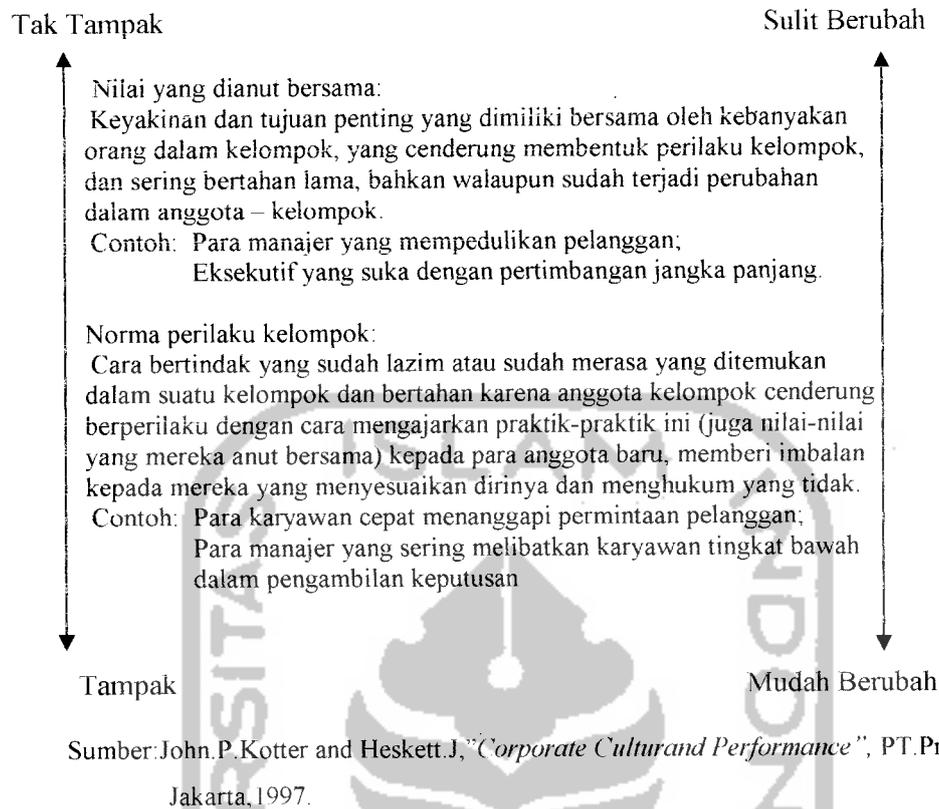 Tak Tampak Sulit Berubah
Nilai yang dianut bersama:
Keyakinan dan tujuan penting yang dimiliki bersama oleh kebanyakan
orang dalam kelompok, yang cenderung membentuk perilaku kelompok,
dan sering bertahan lama, bahkan walaupun sudah terjadi perubahan
dalam anggota – kelompok.
Contoh: Para manajer yang mempedulikan pelanggan;
Eksekutif yang suka dengan pertimbangan jangka panjang.
Norma perilaku kelompok:
Cara bertindak yang sudah lazim atau sudah merasa yang ditemukan
dalam suatu kelompok dan bertahan karena anggota kelompok cenderung
berperilaku dengan cara mengajarkan praktik-praktik ini (juga nilai-nilai
yang mereka anut bersama) kepada para anggota baru, memberi imbalan
kepada mereka yang menyesuaikan dirinya dan menghukum yang tidak.
Contoh: Para karyawan cepat menanggapi permintaan pelanggan;
Para manajer yang sering melibatkan karyawan tingkat bawah
dalam pengambilan keputusan
Tampak Mudah Berubah
Sumber:John.P.Kotter and Heskett.J,"Corporate Culturand Performance", PT.Pr
Jakarta,1997.
ISLAM